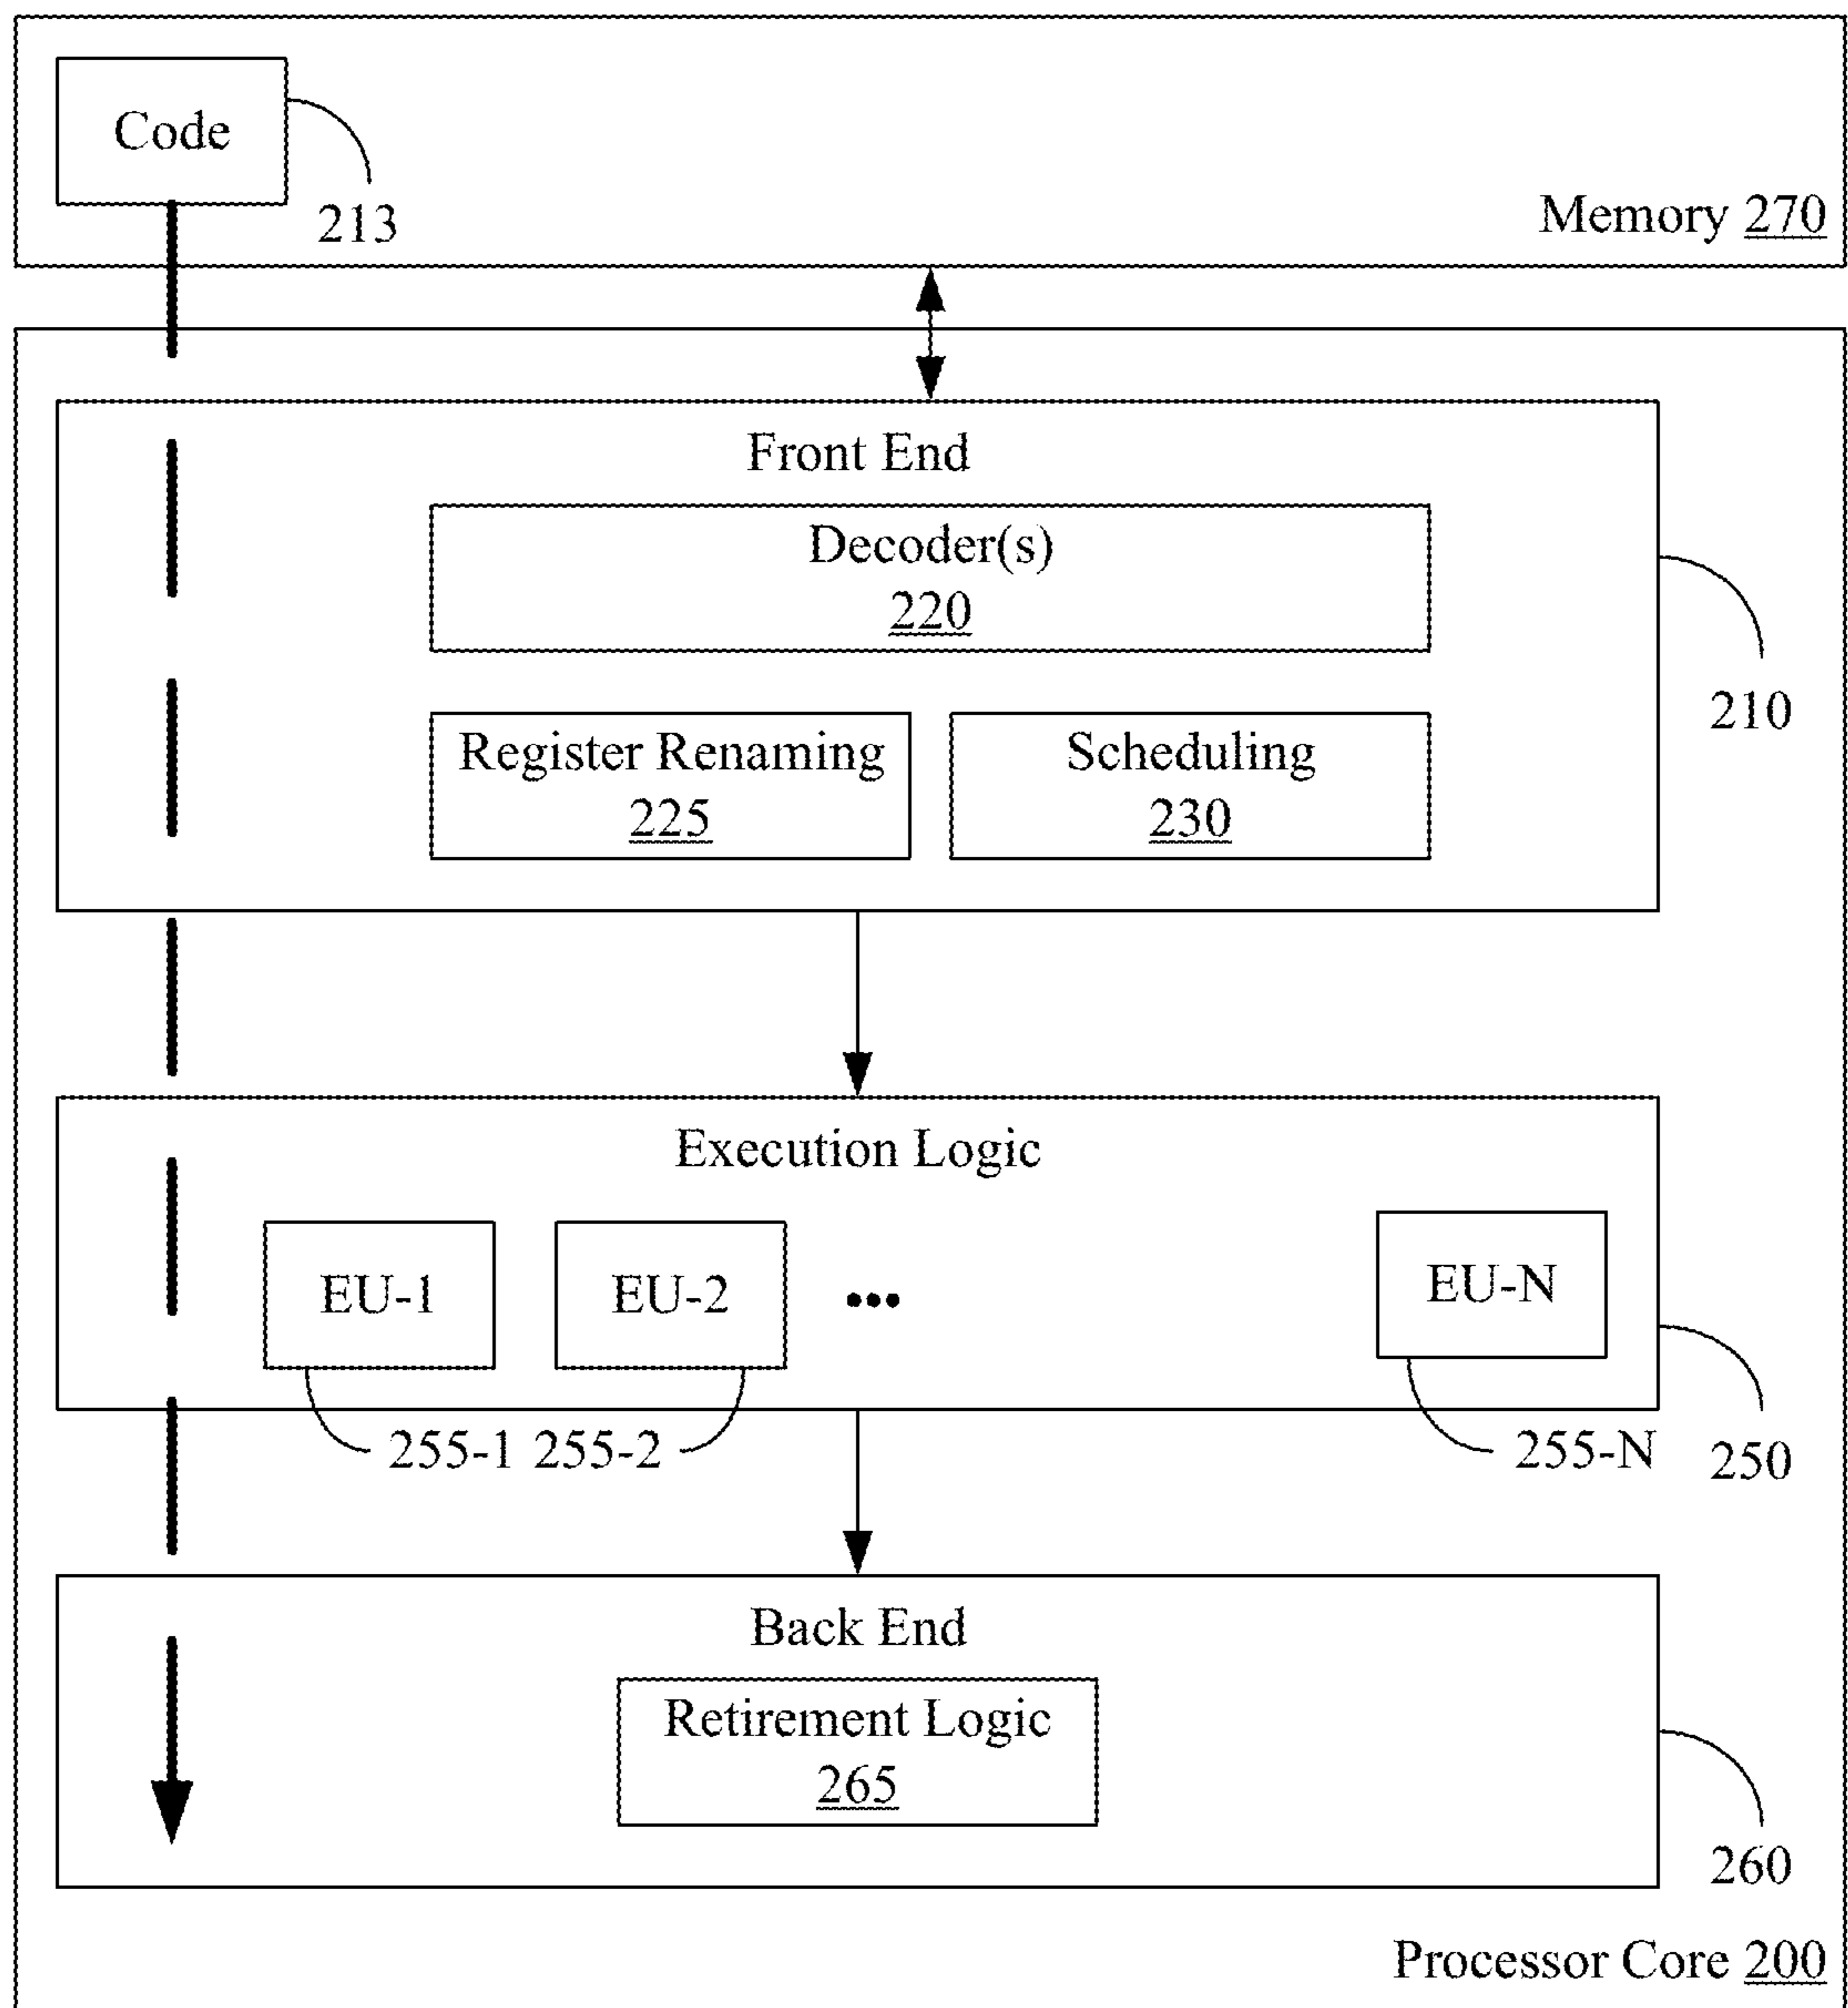 Code
213
Memory 270
Front End
Decoder(s)
220
210
Register Renaming
225
Scheduling
230
Execution Logic
EU-1
EU-2
•••
EU-N
255-1 255-2
255-N
250
Back End
Retirement Logic
265
260
Processor Core 200